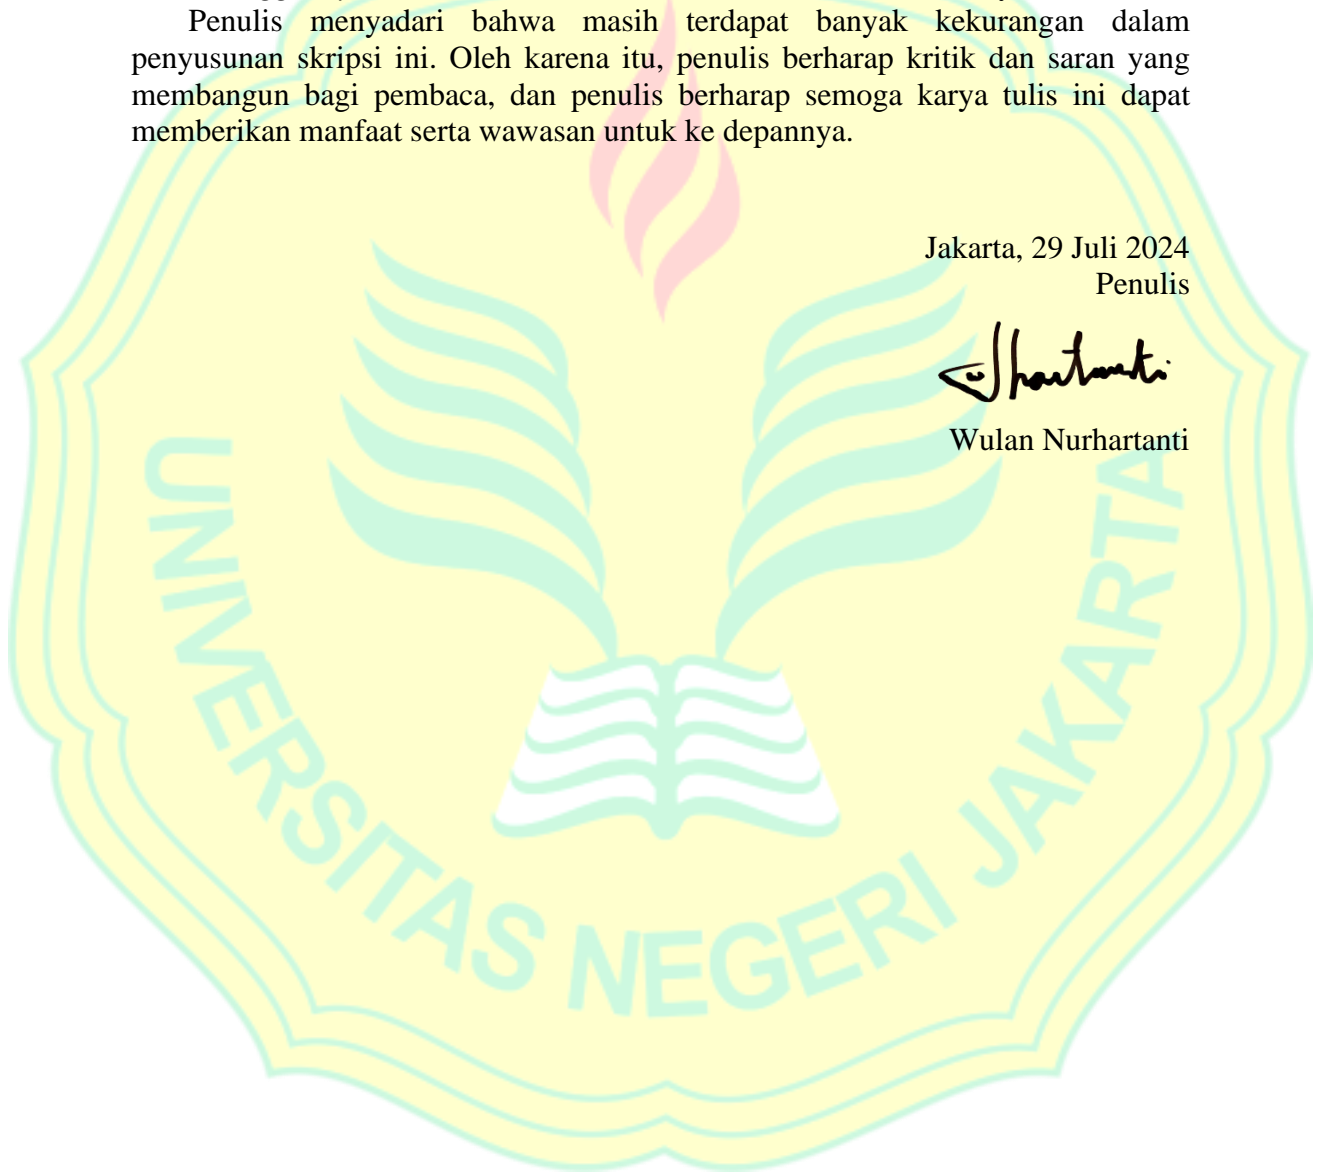 Penulis menyadari bahwa masih terdapat banyak kekurangan dalam
penyusunan skripsi ini. Oleh karena itu, penulis berharap kritik dan saran yang
membangun bagi pembaca, dan penulis berharap semoga karya tulis ini dapat
memberikan manfaat serta wawasan untuk ke depannya.
Jakarta, 29 Juli 2024
Penulis
Wulan Nurhartanti
UNIVERSITAS NEGERI JAKARTA